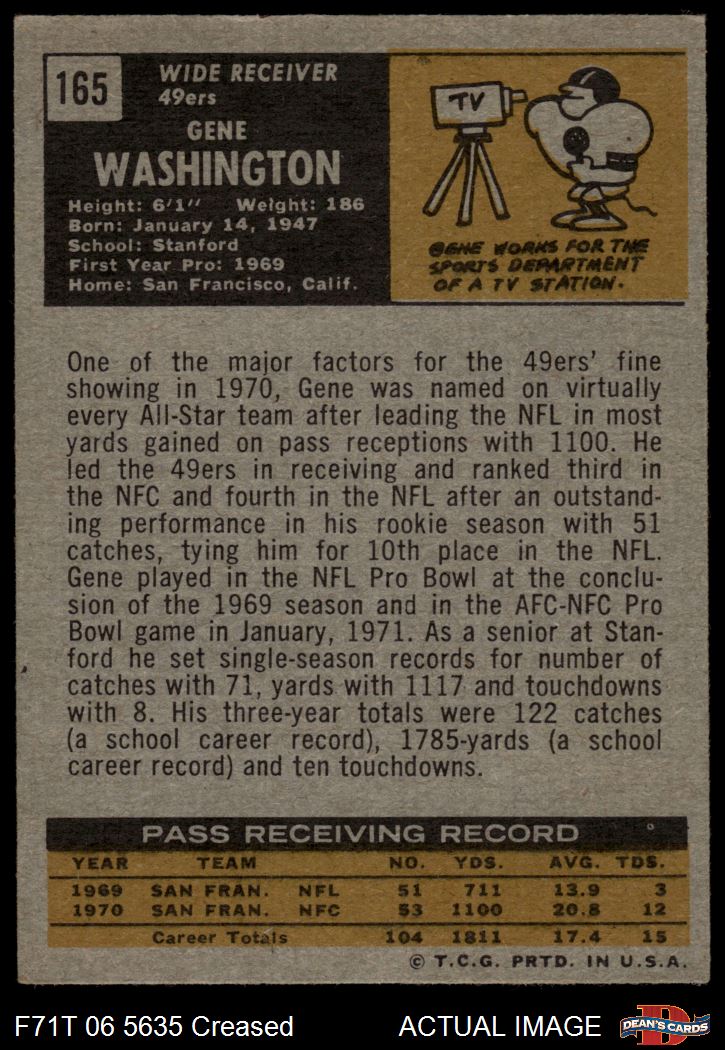 165
WIDE RECEIVER
49ers
GENE
WASHINGTON
Height: 6'1" Weight: 186
Born: January 14, 1947
School: Stanford
First Year Pro: 1969
Home: San Francisco, Calif.
TV
GENE WORKS FOR THE
SPORTS DEPARTMENT
OF A TV STATION.
One of the major factors for the 49ers' fine
showing in 1970, Gene was named on virtually
every All-Star team after leading the NFL in most
yards gained on pass receptions with 1100. He
led the 49ers in receiving and ranked third in
the NFC and fourth in the NFL after an outstand-
ing performance in his rookie season with 51
catches, tying him for 10th place in the NFL.
Gene played in the NFL Pro Bowl at the conclu-
sion of the 1969 season and in the AFC-NFC Pro
Bowl game in January, 1971. As a senior at Stan-
ford he set single-season records for number of
catches with 71, yards with 1117 and touchdowns
with 8. His three-year totals were 122 catches
(a school career record), 1785-yards (a school
career record) and ten touchdowns.
PASS RECEIVING RECORD
YEAR TEAM NO. YDS. AVG. TDS.
1969 SAN FRAN. NFL 51 711 13.9 3
1970 SAN FRAN. NFC 53 1100 20.8 12
Career Totals 104 1811 17.4 15
© T.C.G. PRTD. IN U.S.A.
F71T 06 5635 Creased ACTUAL IMAGE
D
DEAN'S CARDS